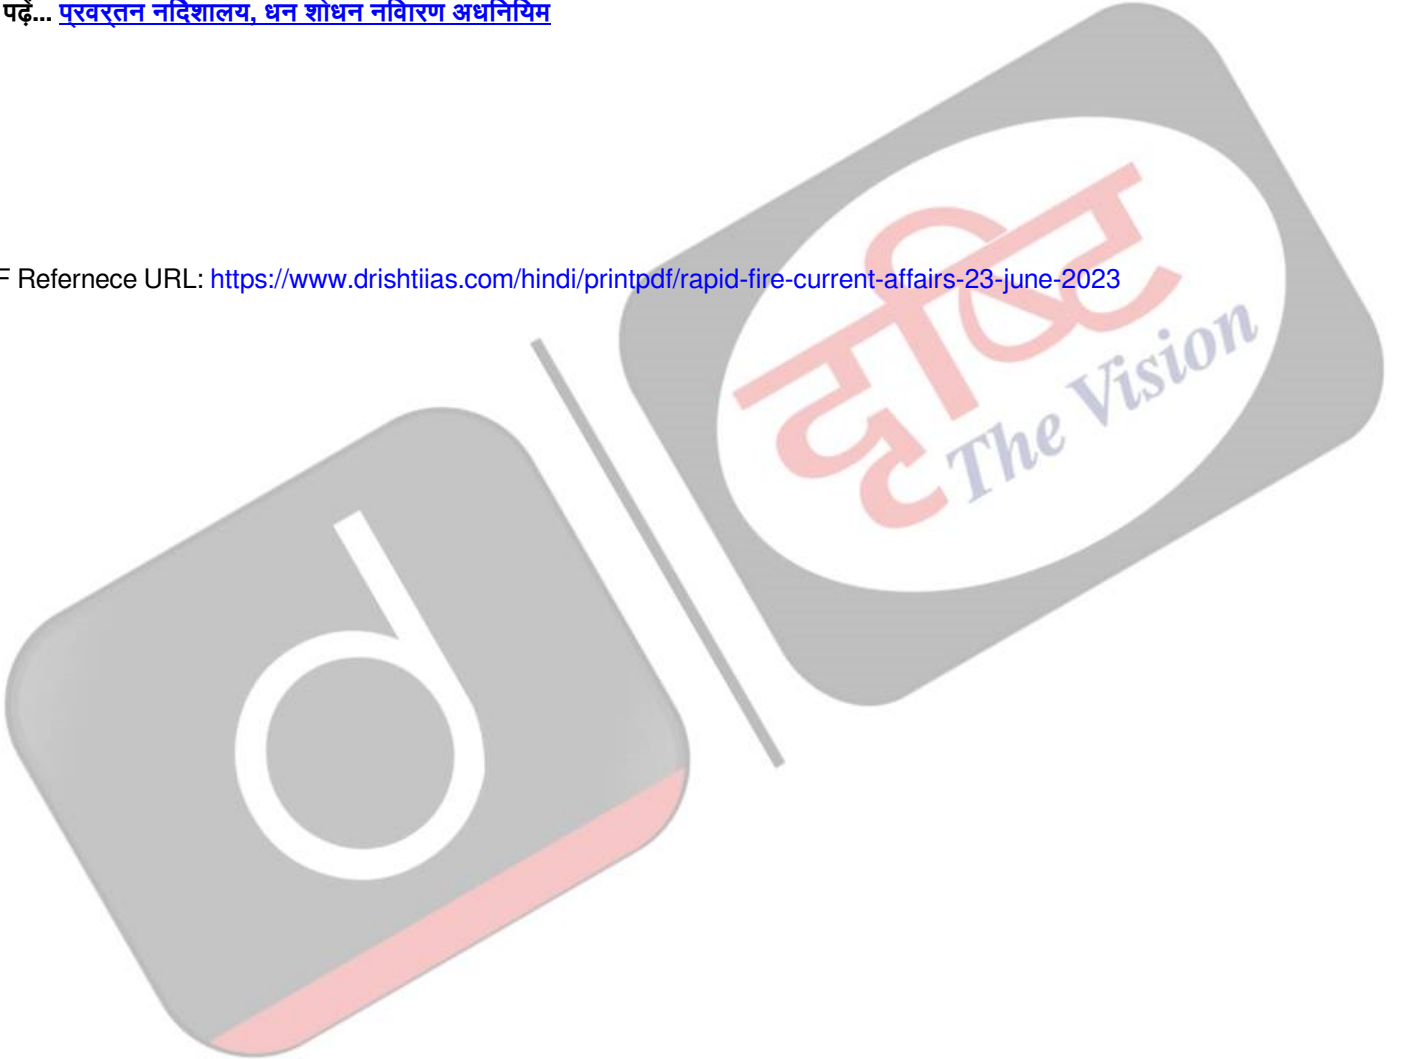 पढ़ें... प्रवर्तन निदेशालय, धन शोधन निवारण अधिनियम
F Refernece URL: https://www.drishtiias.com/hindi/printpdf/rapid-fire-current-affairs-23-june-2023
दृष्टि
The Vision
d